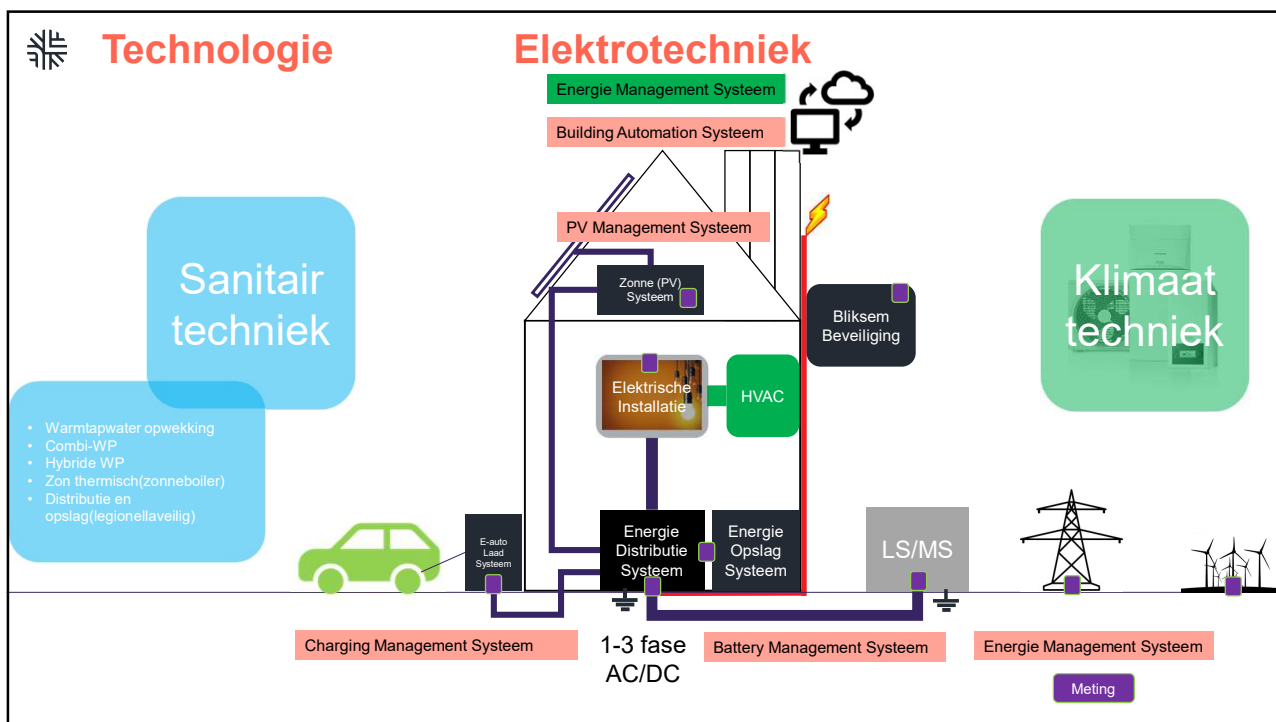 Technologie
Elektrotechniek
Energie Management Systeem
Building Automation Systeem
PV Management Systeem
Sanitair
techniek
Zonne (PV)
Systeem
Bliksem
Beveiliging
Klimaat
techniek
Elektrische
Installatie
HVAC
• Warmtapwater opwekking
• Combi-WP
• Hybride WP
• Zon thermisch(zonneboiler)
• Distributie en
opslag(legionellaveilig)
E-auto
Laad
Systeem
Energie
Distributie
Systeem
Energie
Opslag
Systeem
LS/MS
Charging Management Systeem
1-3 fase
AC/DC
Battery Management Systeem
Energie Management Systeem
Meting